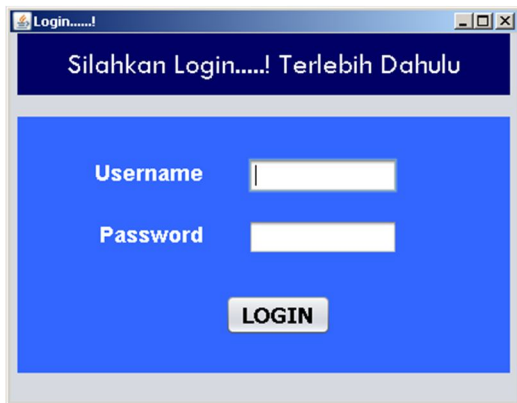 Login......!
Silahkan Login.....! Terlebih Dahulu
Username
Password
LOGIN